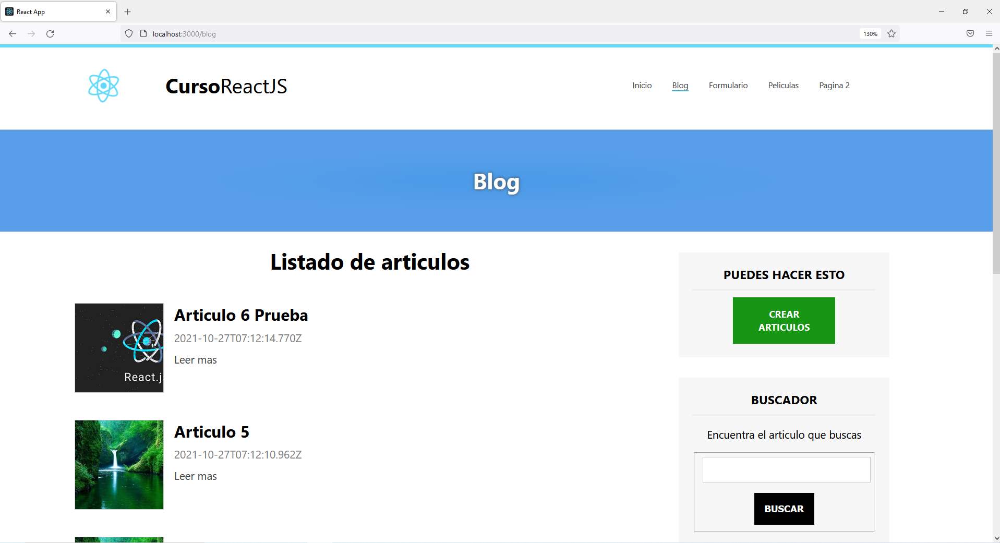 React App
localhost:3000/blog
130%
CursoReactJS
Inicio
Blog
Formulario
Peliculas
Pagina 2
Blog
Listado de articulos
React.j
Articulo 6 Prueba
2021-10-27T07:12:14.770Z
Leer mas
Articulo 5
2021-10-27T07:12:10.962Z
Leer mas
PUEDES HACER ESTO
CREAR
ARTICULOS
BUSCADOR
Encuentra el articulo que buscas
BUSCAR